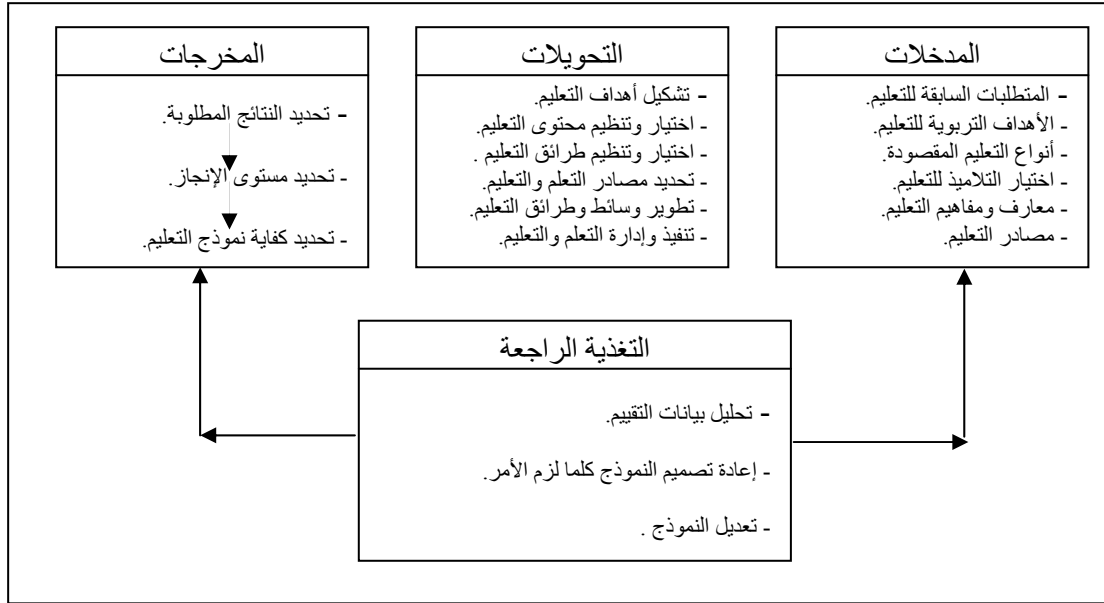 المدخلات
- المتطلبات السابقة للتعليم.
- الأهداف التربوية للتعليم.
- أنواع التعليم المقصودة.
- اختيار التلاميذ للتعليم.
- معارف ومفاهيم التعليم.
- مصادر التعليم.
التحويلات
- تشكيل أهداف التعليم.
- اختيار وتنظيم محتوى التعليم.
- اختيار وتنظيم طرائق التعليم .
- تحديد مصادر التعلم والتعليم.
- تطوير وسائط وطرائق التعليم.
- تنفيذ وإدارة التعلم والتعليم.
المخرجات
- تحديد النتائج المطلوبة.
- تحديد مستوى الإنجاز.
- تحديد كفاية نموذج التعليم.
التغذية الراجعة
- تحليل بيانات التقييم.
- إعادة تصميم النموذج كلما لزم الأمر.
- تعديل النموذج .